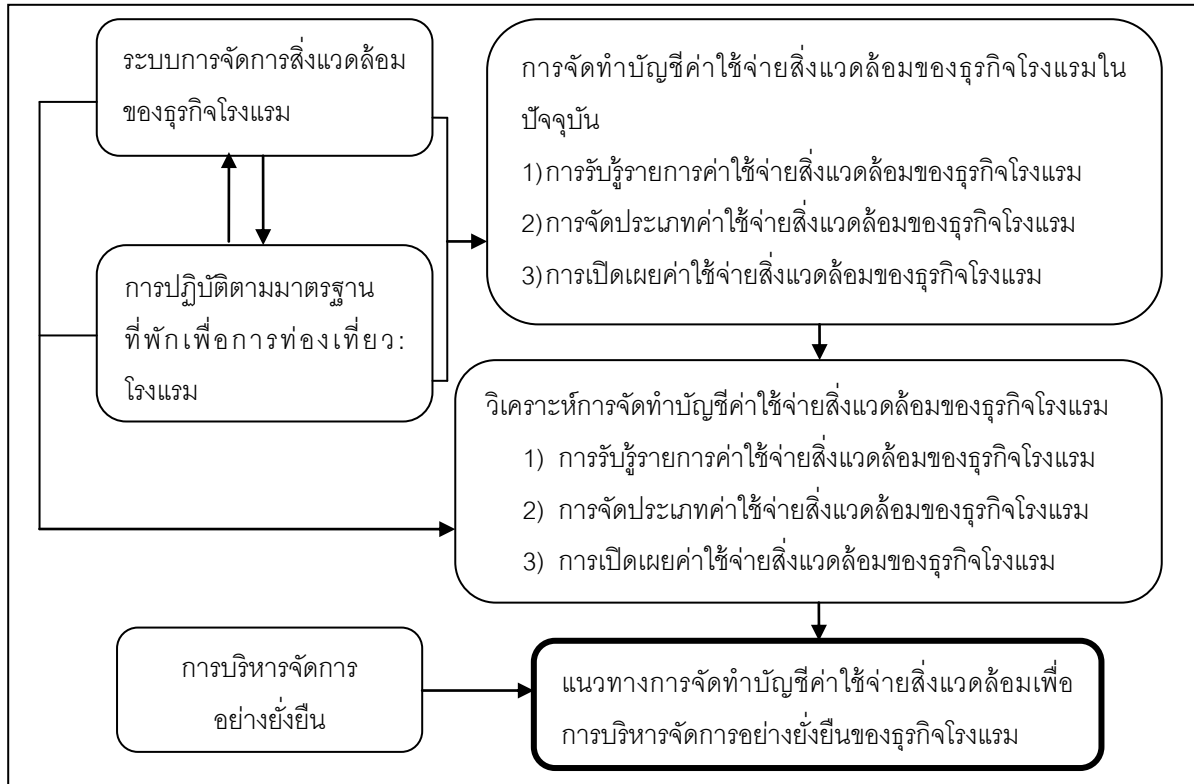 ระบบการจัดการสิ่งแวดล้อม
ของธุรกิจโรงแรม
การปฏิบัติตามมาตรฐาน
ที่พักเพื่อการท่องเที่ยว:
โรงแรม
การจัดทำบัญชีค่าใช้จ่ายสิ่งแวดล้อมของธุรกิจโรงแรมใน
ปัจจุบัน
1)การรับรู้รายการค่าใช้จ่ายสิ่งแวดล้อมของธุรกิจโรงแรม
2)การจัดประเภทค่าใช้จ่ายสิ่งแวดล้อมของธุรกิจโรงแรม
3)การเปิดเผยค่าใช้จ่ายสิ่งแวดล้อมของธุรกิจโรงแรม
วิเคราะห์การจัดทำบัญชีค่าใช้จ่ายสิ่งแวดล้อมของธุรกิจโรงแรม
1) การรับรู้รายการค่าใช้จ่ายสิ่งแวดล้อมของธุรกิจโรงแรม
2) การจัดประเภทค่าใช้จ่ายสิ่งแวดล้อมของธุรกิจโรงแรม
3) การเปิดเผยค่าใช้จ่ายสิ่งแวดล้อมของธุรกิจโรงแรม
การบริหารจัดการ
อย่างยั่งยืน
แนวทางการจัดทำบัญชีค่าใช้จ่ายสิ่งแวดล้อมเพื่อ
การบริหารจัดการอย่างยั่งยืนของธุรกิจโรงแรม